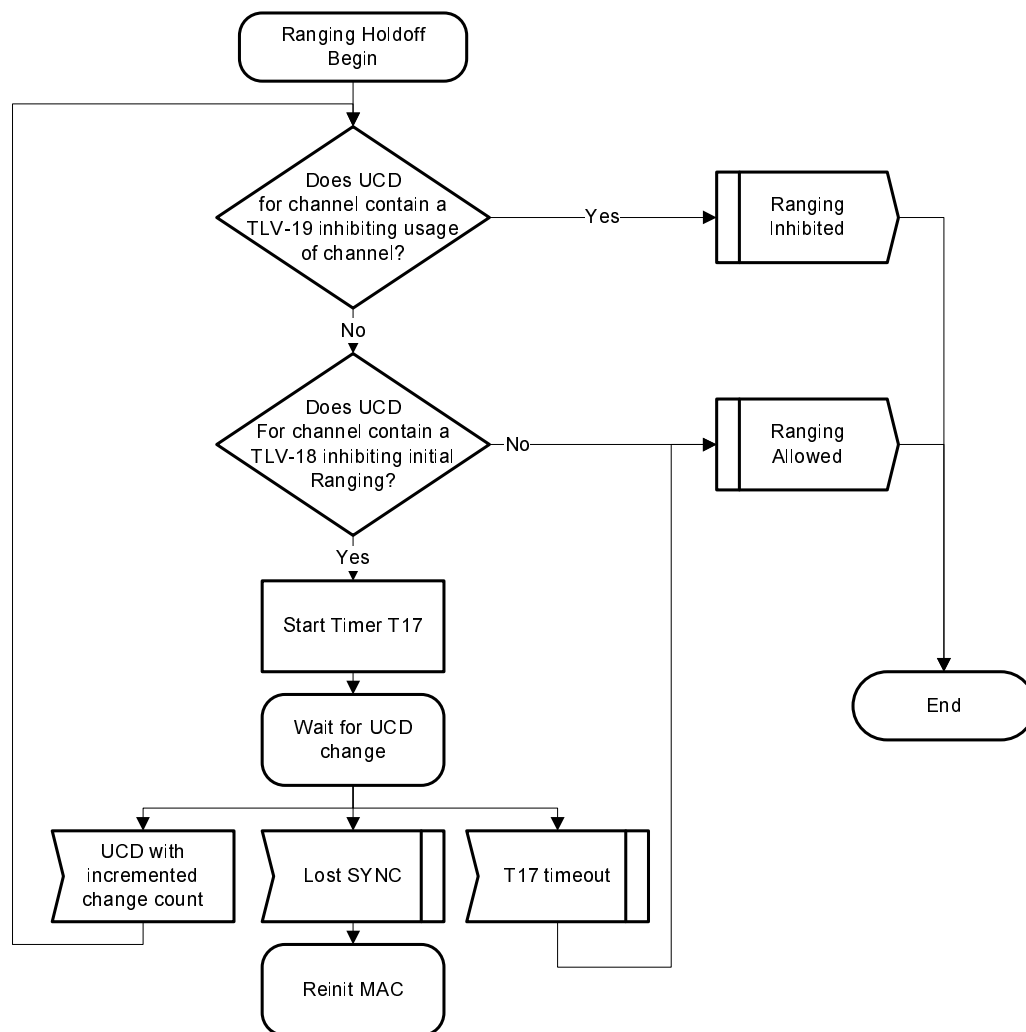 Ranging Holdoff
Begin
Does UCD
for channel contain a
TLV-19 inhibiting usage
of channel?
Yes
Ranging
Inhibited
No
Does UCD
For channel contain a
TLV-18 inhibiting initial
Ranging?
No
Ranging
Allowed
Yes
Start Timer T17
Wait for UCD
change
End
UCD with
incremented
change count
Lost SYNC
T17 timeout
Reinit MAC